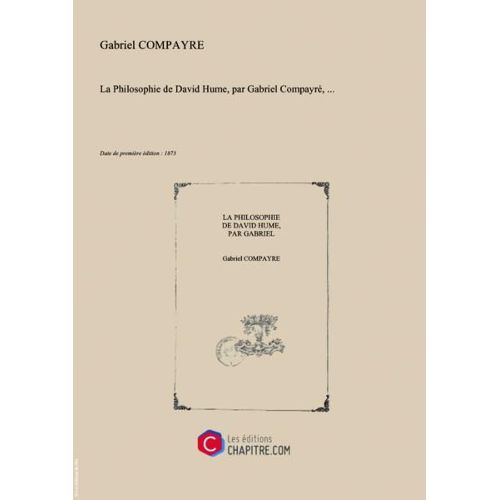 Gabriel COMPAYRE
La Philosophie de David Hume, par Gabriel Compayré, ...
Date de première édition : 1873
LA PHILOSOPHIE
DE DAVID HUME,
PAR GABRIEL
Gabriel COMPAYRE
C
Les éditions
CHAPITRE.COM